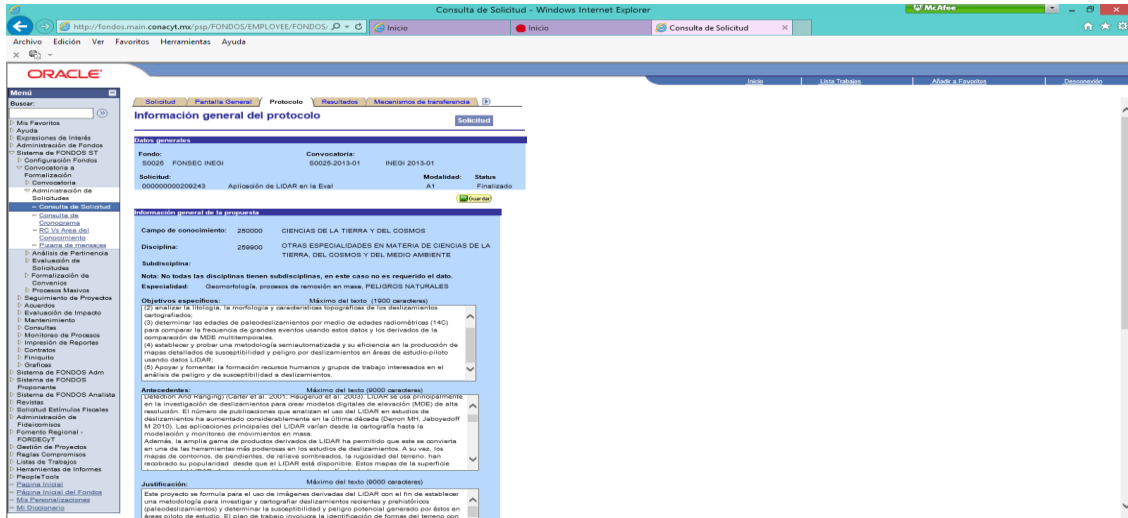 Consulta de Solicitud - Windows Internet Explorer
McAfee
http://fondos.main.conacyt.mx/psp/FONDOS/EMPLOYEE/FONDOS/
Inicio
Inicio
Consulta de Solicitud
Archivo Edición Ver Favoritos Herramientas Ayuda
ORACLE
Inicio
Lista Trabajos
Añadir a Favoritos
Desconexión
Menú
Buscar:
Mis Favoritos
Ayuda
Expresiones de Interés
Administración de Fondos
Sistema de FONDOS ST
Configuración Fondos
Convocatoria a
Formalización
Convocatoria
Administración de
Solicitudes
Consulta de Solicitud
Consulta de
Cronograma
RC Vs Area del
Conocimiento
Pizarra de mensajes
Análisis de Pertinencia
Evaluación de
Solicitudes
Formalización de
Convenios
Procesos Masivos
Seguimiento de Proyectos
Acuerdos
Evaluación de Impacto
Mantenimiento
Consultas
Monitoreo de Procesos
Impresión de Reportes
Contratos
Finiquito
Graficas
Sistema de FONDOS Adm
Sistema de FONDOS
Proponente
Sistema de FONDOS Analista
Revistas
Solicitud Estímulos Fiscales
Administración de
Fideicomisos
Fomento Regional -
FORDECyT
Gestión de Proyectos
Reglas Compromisos
Listas de Trabajos
Herramientas de Informes
PeopleTools
Pagina Inicial
Página Inicial del Fondos
Mis Personalizaciones
Mi Diccionario
Solicitud
Pantalla General
Protocolo
Resultados
Mecanismos de transferencia
Información general del protocolo
Solicitud
Datos generales
Fondo: Convocatoria:
S0025 FONSEC INEGI S0025-2013-01 INEGI 2013-01
Solicitud: Modalidad: Status
000000000209243 Aplicación de LIDAR en la Eval A1 Finalizado
Guardar
Información general de la propuesta
Campo de conocimiento: 250000 CIENCIAS DE LA TIERRA Y DEL COSMOS
Disciplina: 259900 OTRAS ESPECIALIDADES EN MATERIA DE CIENCIAS DE LA
TIERRA, DEL COSMOS Y DEL MEDIO AMBIENTE
Subdisciplina:
Nota: No todas las disciplinas tienen subdisciplinas, en este caso no es requerido el dato.
Especialidad: Geomorfología, procesos de remosión en masa, PELIGROS NATURALES
Objetivos específicos: Máximo del texto (1900 caracteres)
(2) analizar la litología, la morfología y características topográficas de los deslizamientos
cartografiados;
(3) determinar las edades de paleodeslizamientos por medio de edades radiométricas (14C)
para comparar la frecuencia de grandes eventos usando estos datos y los derivados de la
comparación de MDE multitemporales.
(4) establecer y probar una metodología semiautomatizada y su eficiencia en la producción de
mapas detallados de susceptibilidad y peligro por deslizamientos en áreas de estudio-piloto
usando datos LIDAR;
(5) Apoyar y fomentar la formación recursos humanos y grupos de trabajo interesados en el
análisis de peligro y de susceptibilidad a deslizamientos.
Antecedentes: Máximo del texto (9000 caracteres)
Detection And Ranging) (Carter et al. 2001; Haugerud et al. 2003). LIDAR se usa principalmente
en la investigación de deslizamientos para crear modelos digitales de elevación (MDE) de alta
resolución. El número de publicaciones que analizan el uso del LIDAR en estudios de
deslizamientos ha aumentado considerablemente en la última década (Derron MH, Jaboyedoff
M 2010). Las aplicaciones principales del LIDAR varían desde la cartografía hasta la
modelación y monitoreo de movimientos en masa.
Además, la amplia gama de productos derivados de LIDAR ha permitido que este se convierta
en una de las herramientas más poderosas en los estudios de deslizamientos. A su vez, los
mapas de contornos, de pendientes, de relieve sombreados, la rugosidad del terreno, han
recobrado su popularidad desde que el LIDAR está disponible. Estos mapas de la superficie
Justificación: Máximo del texto (9000 caracteres)
Este proyecto se formula para el uso de imágenes derivadas del LIDAR con el fin de establecer
una metodología para investigar y cartografiar deslizamientos recientes y prehistóricos
(paleodeslizamientos) y determinar la susceptibilidad y peligro potencial generado por éstos en
áreas piloto de estudio. El plan de trabajo involucra la identificación de formas del terreno con